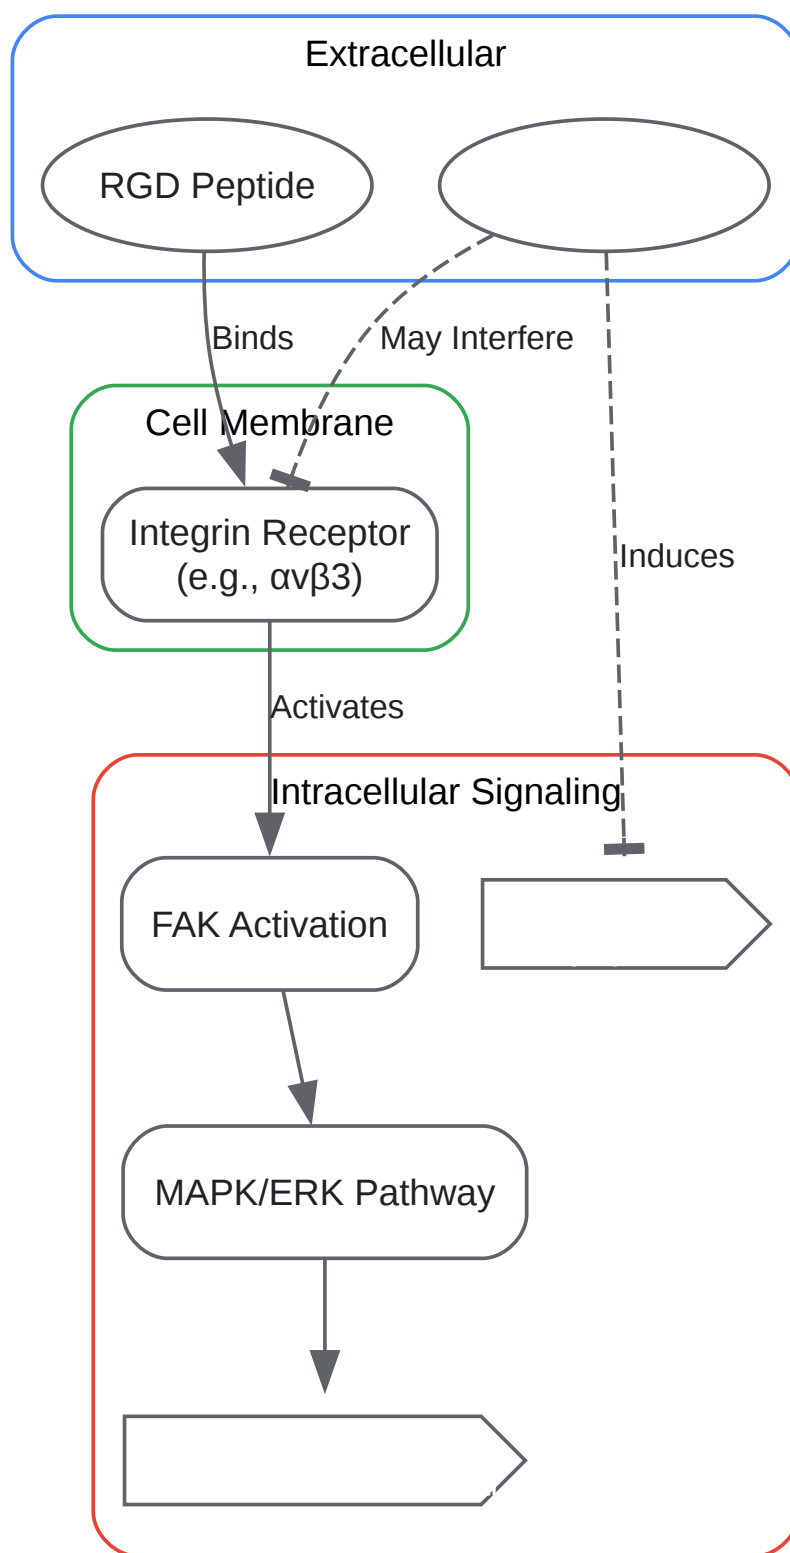 Extracellular
RGD Peptide
Binds
May Interfere
Cell Membrane
Integrin Receptor
(e.g., αvβ3)
Induces
Activates
Intracellular Signaling
FAK Activation
MAPK/ERK Pathway